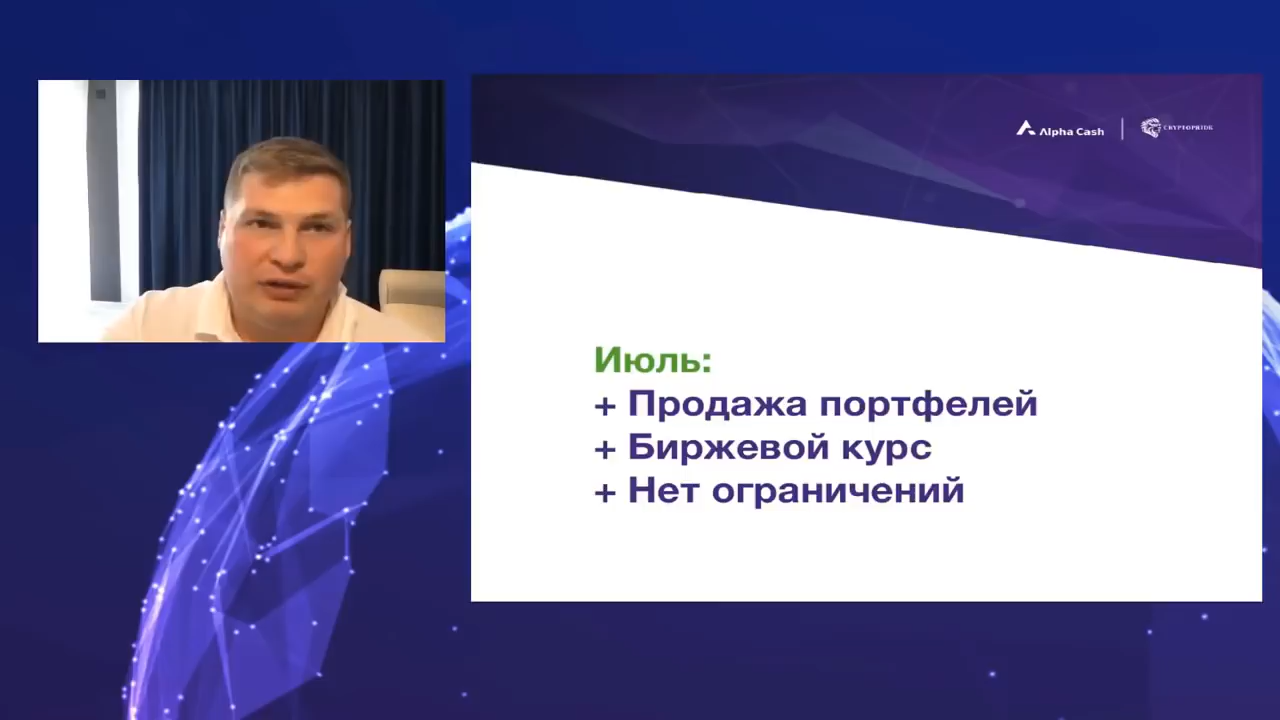 Alpha Cash
CRYPTOPRIDE
Июль:
+ Продажа портфелей
+ Биржевой курс
+ Нет ограничений